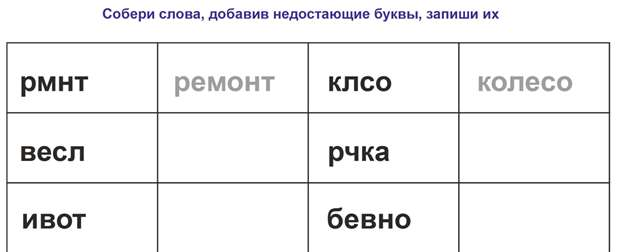 Собери слова, добавив недостающие буквы, запиши их
рмнт ремонт клсо колесо
весл рчка
ивот бевно